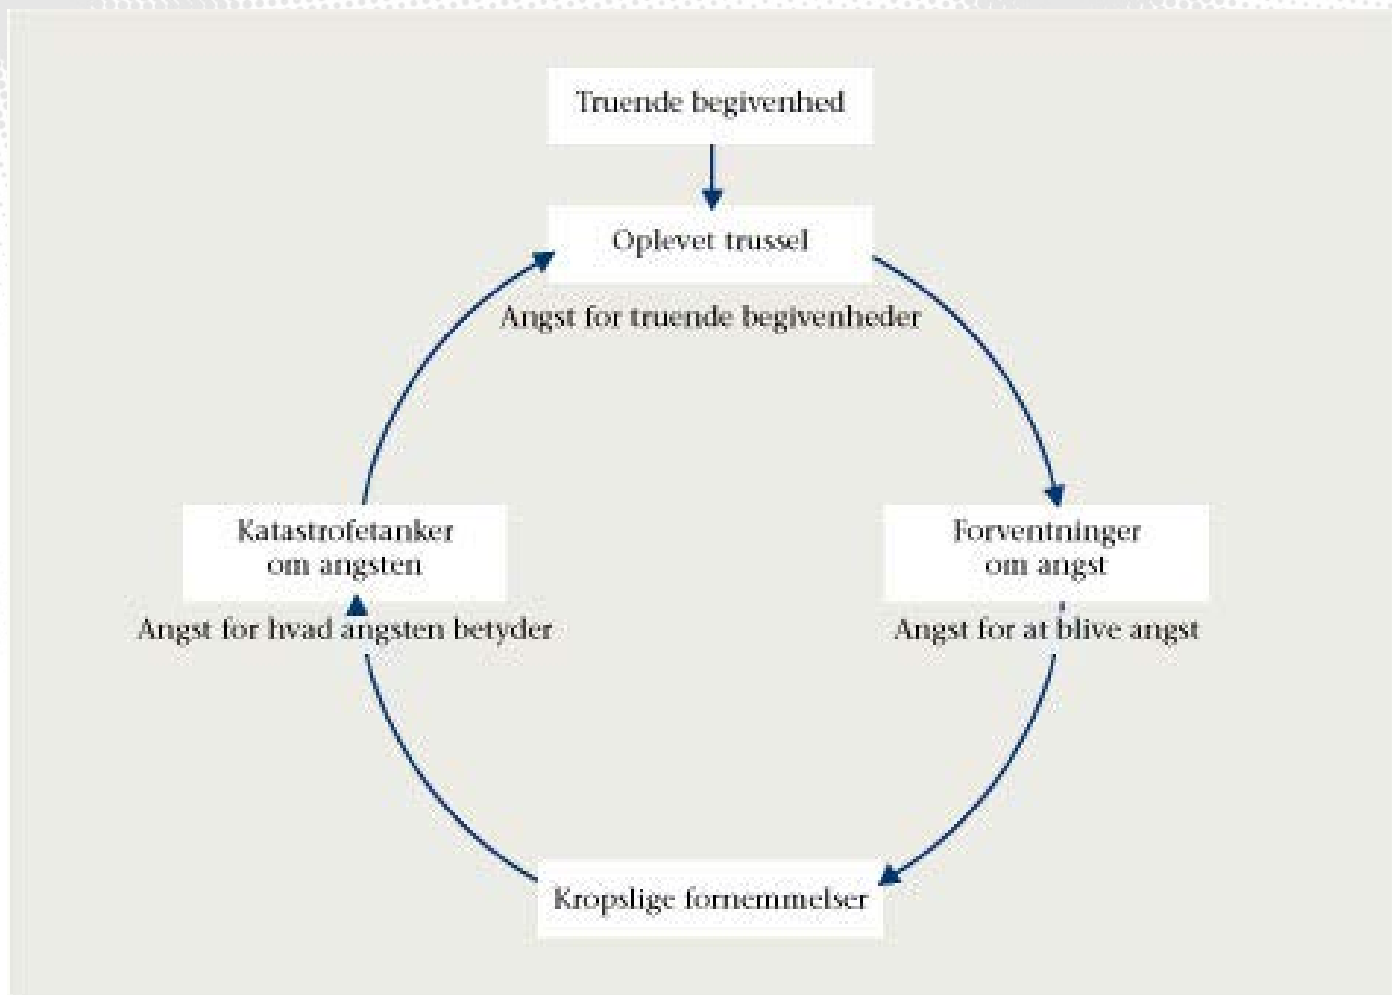 Truende begivenhed
Oplevet trussel
Angst for truende begivenheder
Katastrofetanker
om angsten
Angst for hvad angsten betyder
Forventninger
om angst
Angst for at blive angst
Kropslige fornemmelser